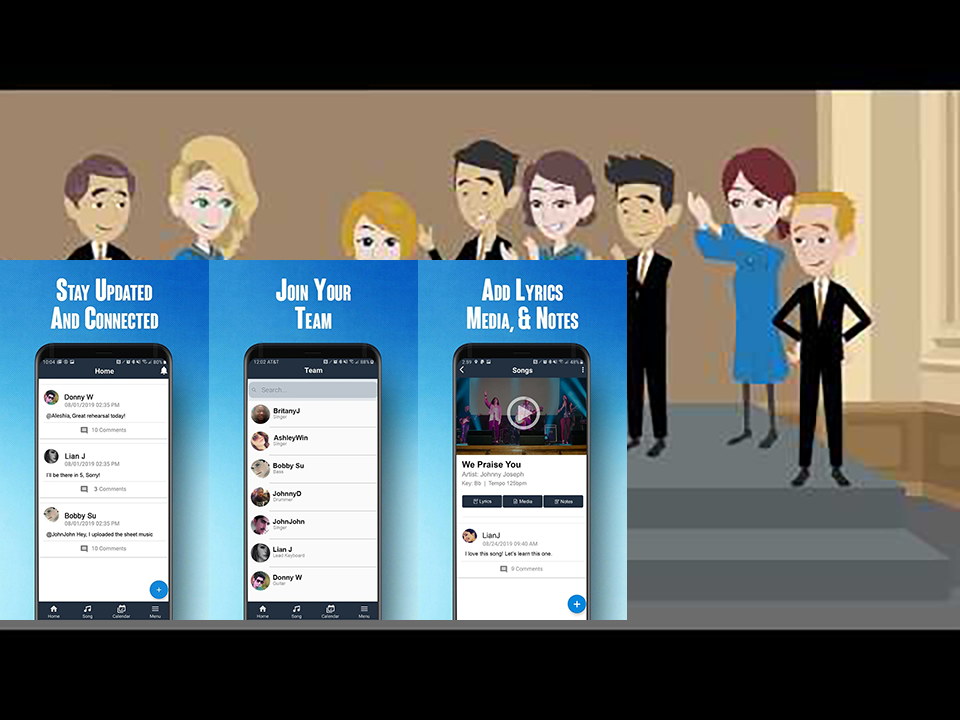 Stay Updated
And Connected
10:04
80%
Home
Donny W
08/01/2019 02:35 PM
@Aleshia, Great rehearsal today!
10 Comments
Lian J
08/01/2019 02:35 PM
I'll be there in 5, Sorry!
3 Comments
Bobby Su
08/01/2019 02:35 PM
@JohnJohn Hey, I uploaded the sheet music
10 Comments
+
Home Song Calendar Menu
Join Your
Team
12:02 AT&T
88%
Team
Search...
BritanyJ
Singer
AshleyWin
Singer
Bobby Su
Bass
JohnnyD
Drummer
JohnJohn
Singer
Lian J
Lead Keyboard
Donny W
Guitar
Home Song Calendar Menu
Add Lyrics
Media, & Notes
2:59
48%
Songs
We Praise You
Artist: Johnny Joseph
Key: Bb | Tempo 125bpm
Lyrics Media Notes
LianJ
08/24/2019 09:40 AM
I love this song! Let's learn this one.
9 Comments
+